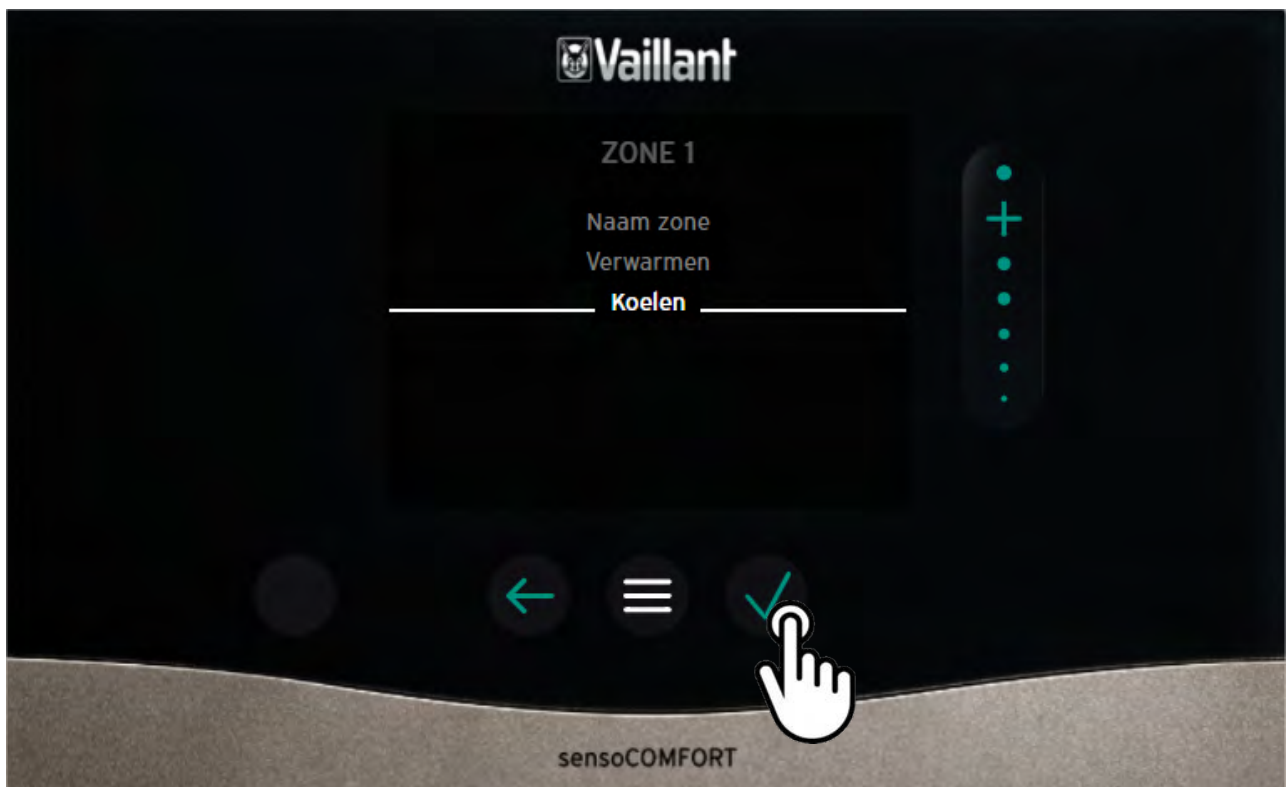 Vaillant
ZONE 1
Naam zone
Verwarmen
Koelen
sensoCOMFORT